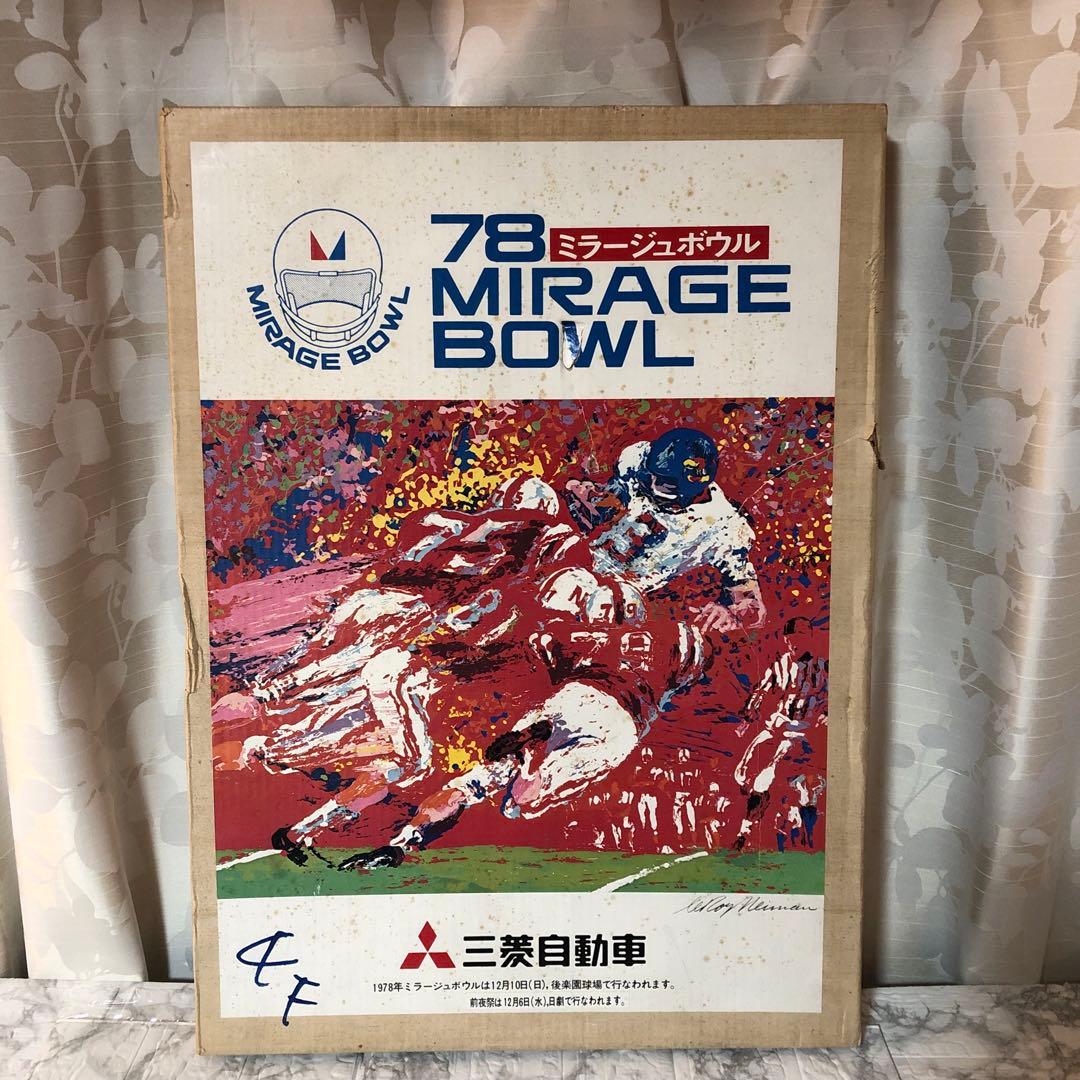 MIRAGE BOWL
78 ミラージュボウル
MIRAGE
BOWL
78
LeRoy Neiman
三菱自動車
1978年ミラージュボウルは12月10日(日),後楽園球場で行なわれます。
前夜祭は12月6日(水),日劇で行なわれます。
F